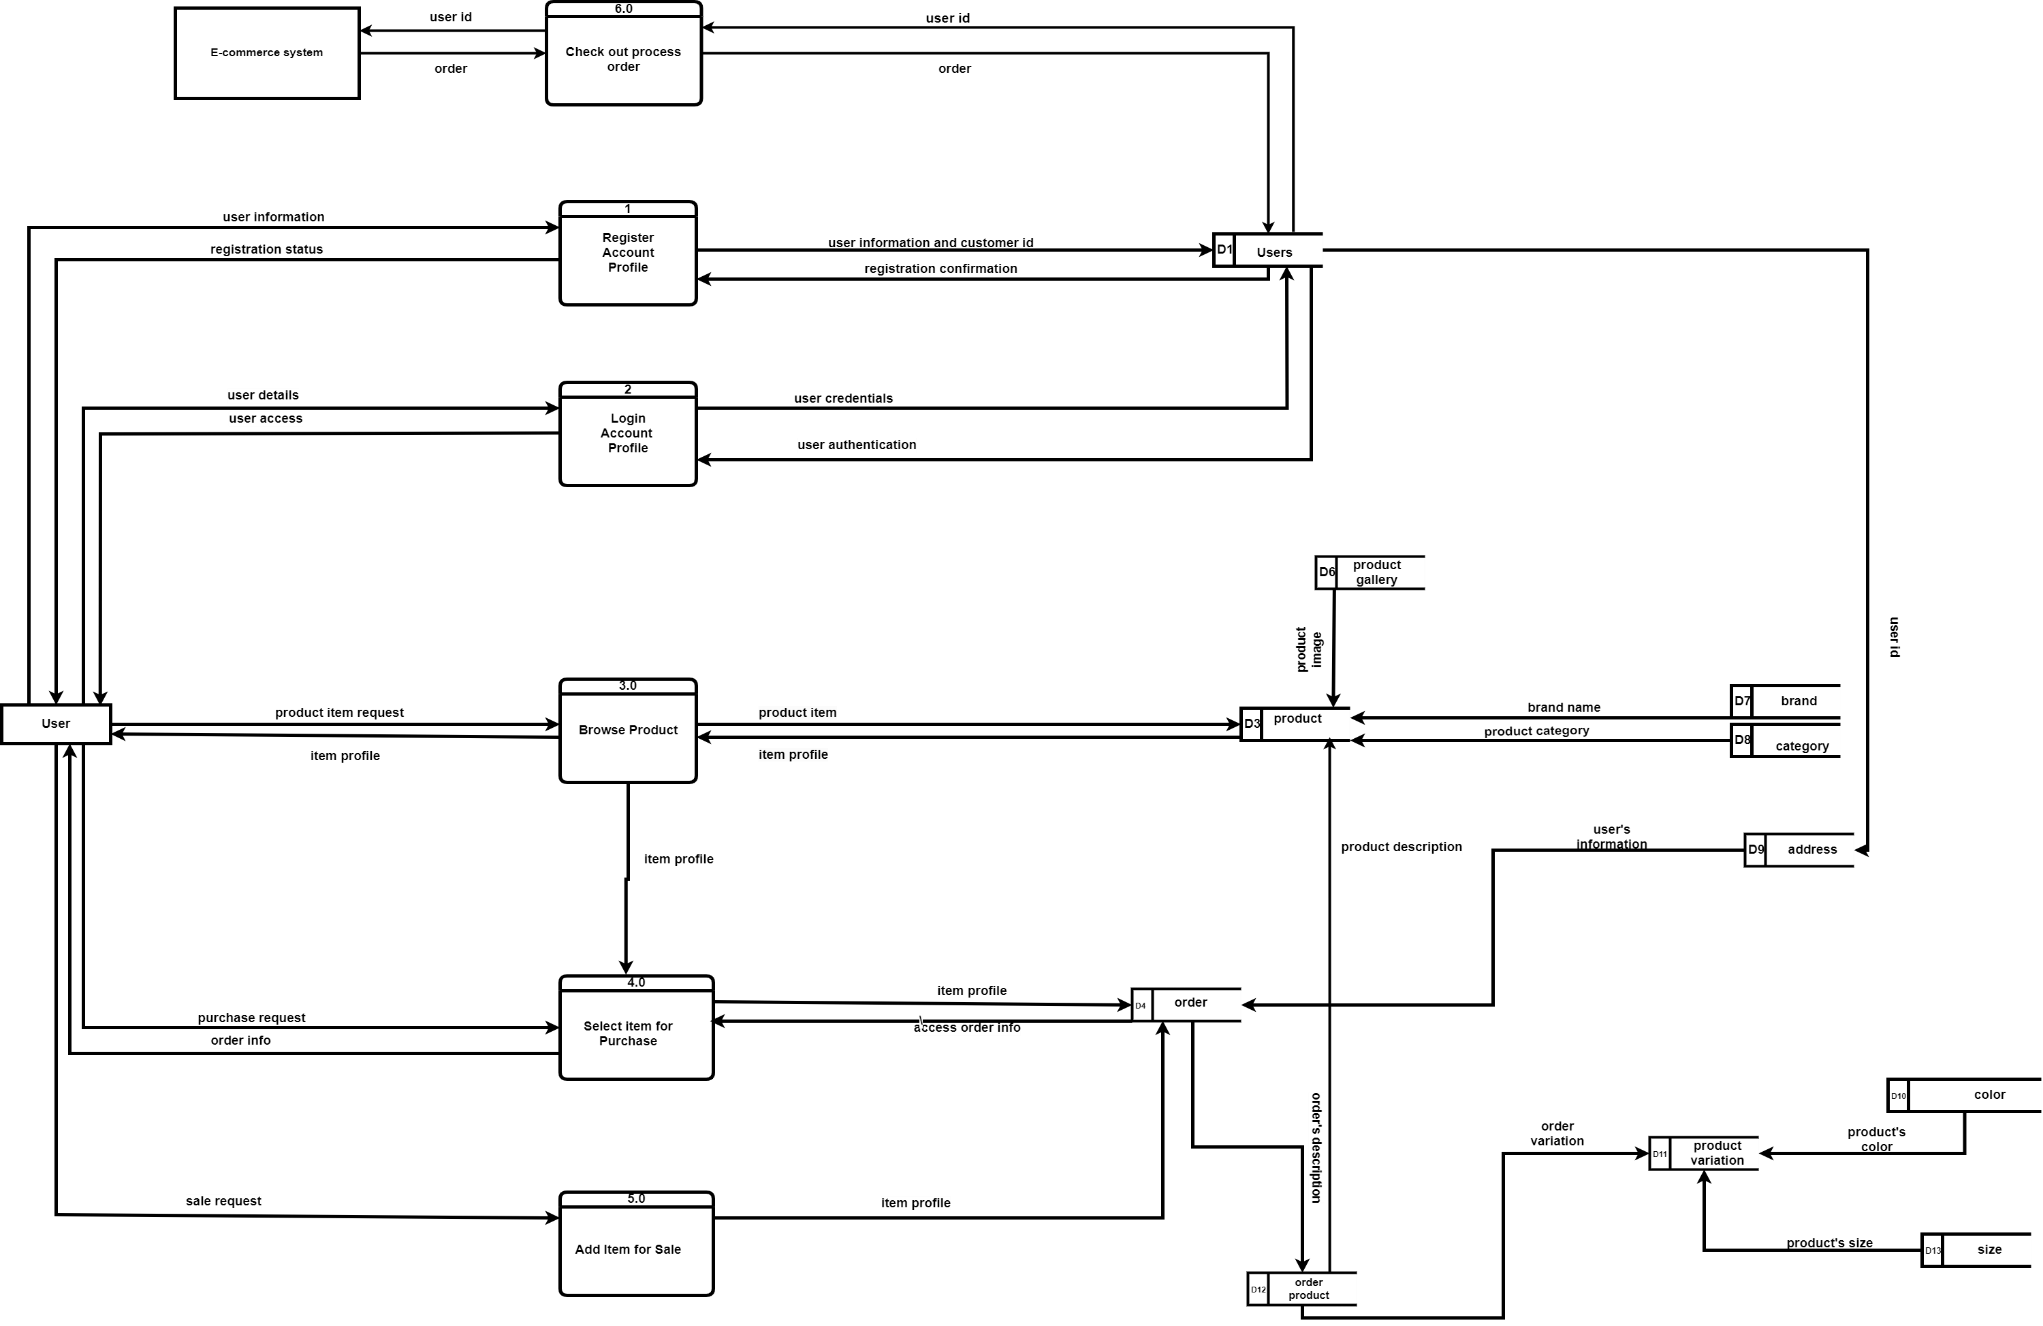 6.0
user id
user id
E-commerce system
Check out process
order
order
order
1
user information
Register
Account
Profile
registration status
user information and customer id
D1
Users
registration confirmation
2
user details
Login
Account
Profile
user access
user credentials
user authentication
D6
product
gallery
product
image
user id
3.0
User
product item request
Browse Product
product item
D3
product
brand name
D7
brand
product category
D8
category
item profile
item profile
user's
information
product description
D9
address
item profile
4.0
item profile
D4
order
purchase request
Select item for
Purchase
\
access order info
order info
D10
color
order's description
order
variation
product's
color
D11
product
variation
5.0
sale request
item profile
Add Item for Sale
product's size
D13
size
D12
order
product